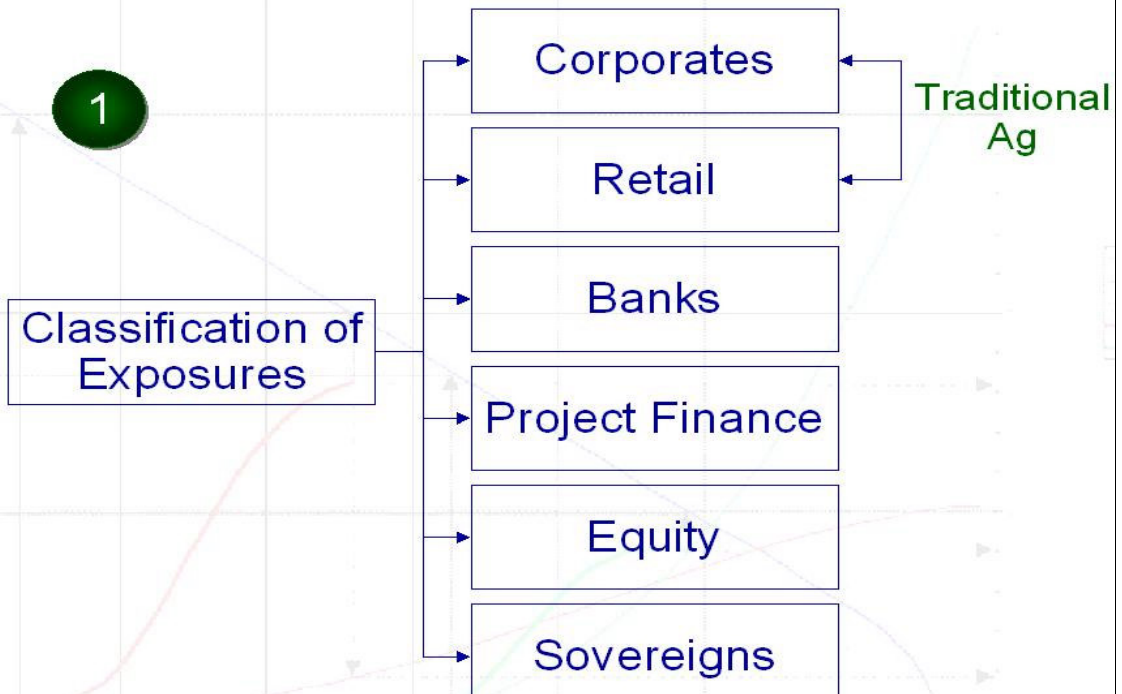 1
Corporates
Traditional
Ag
Retail
Banks
Classification of
Exposures
Project Finance
Equity
Sovereigns